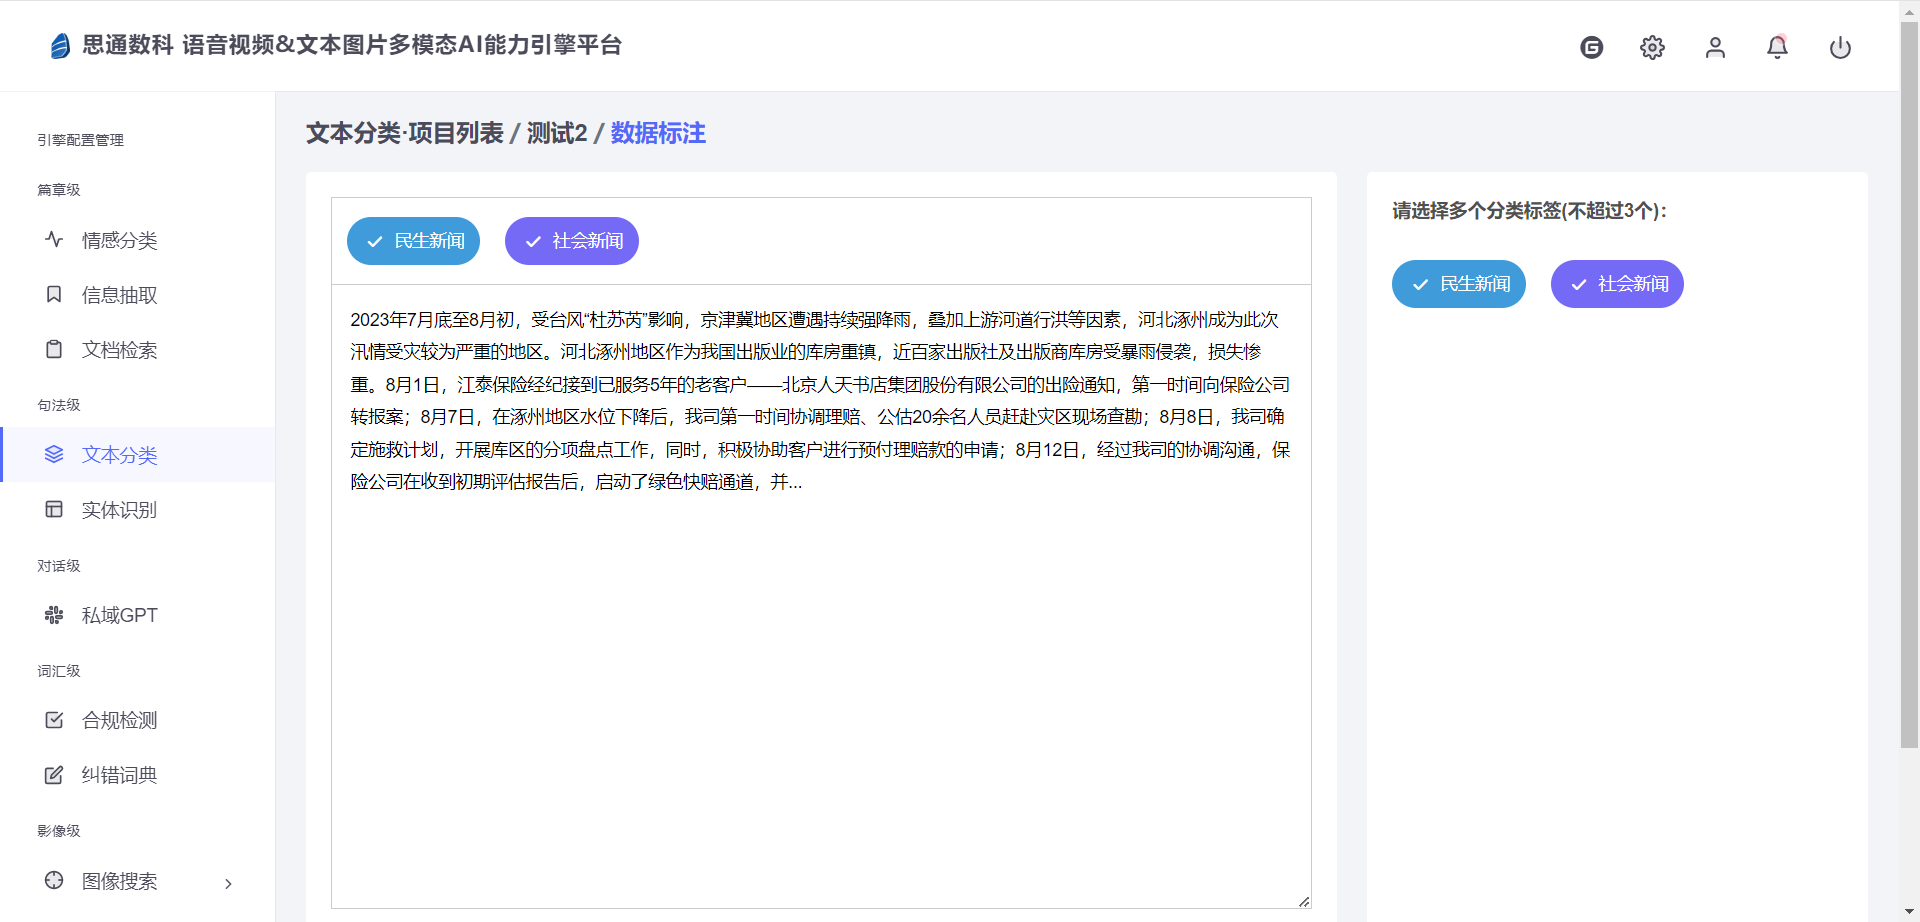 思通数科 语音视频&文本图片多模态AI能力引擎平台
引擎配置管理
篇章级
情感分类
信息抽取
文档检索
句法级
文本分类
实体识别
对话级
私域GPT
词汇级
合规检测
纠错词典
影像级
图像搜索
文本分类·项目列表 / 测试2 / 数据标注
民生新闻 社会新闻
2023年7月底至8月初，受台风“杜苏芮”影响，京津冀地区遭遇持续强降雨，叠加上游河道行洪等因素，河北涿州成为此次
汛情受灾较为严重的地区。河北涿州地区作为我国出版业的库房重镇，近百家出版社及出版商库房受暴雨侵袭，损失惨
重。8月1日，江泰保险经纪接到已服务5年的老客户——北京人天书店集团股份有限公司的出险通知，第一时间向保险公司
转报案；8月7日，在涿州地区水位下降后，我司第一时间协调理赔、公估20余名人员赶赴灾区现场查勘；8月8日，我司确
定施救计划，开展库区的分项盘点工作，同时，积极协助客户进行预付理赔款的申请；8月12日，经过我司的协调沟通，保
险公司在收到初期评估报告后，启动了绿色快赔通道，并...
请选择多个分类标签(不超过3个)：
民生新闻 社会新闻